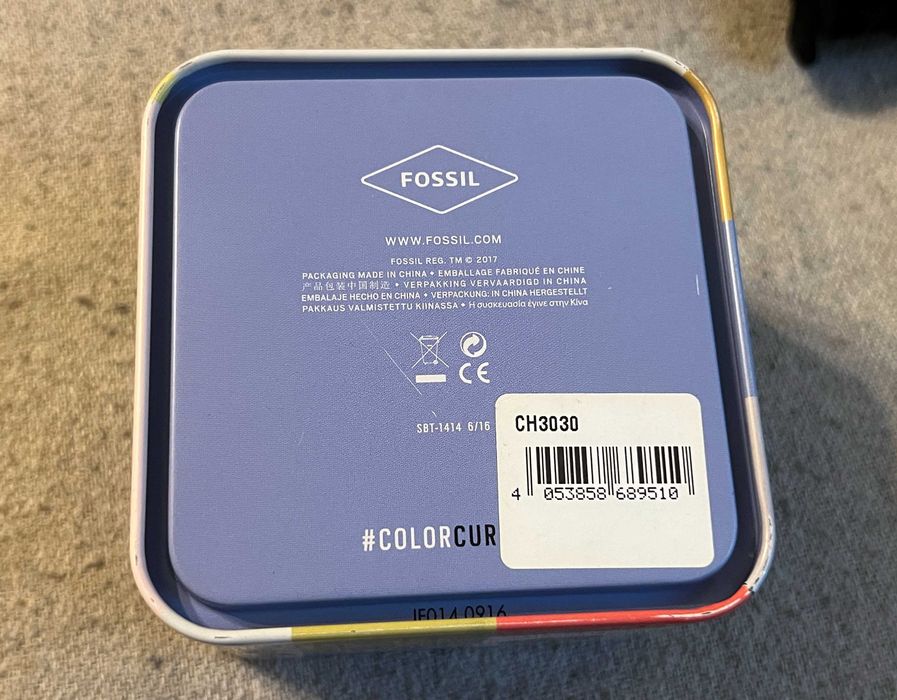 FOSSIL
WWW.FOSSIL.COM
FOSSIL REG. TM © 2017
PACKAGING MADE IN CHINA • EMBALLAGE FABRIQUÉ EN CHINE
产品包装中国制造 • VERPAKKING VERVAARDIGD IN CHINA
EMBALAJE HECHO EN CHINA • VERPACKUNG: IN CHINA HERGESTELLT
PAKKAUS VALMISTETTU KIINASSA • Η συσκευασία έγινε στην Κίνα
CE
SBT-1414 6/16
CH3030
4 053858 689510
#COLORCUR